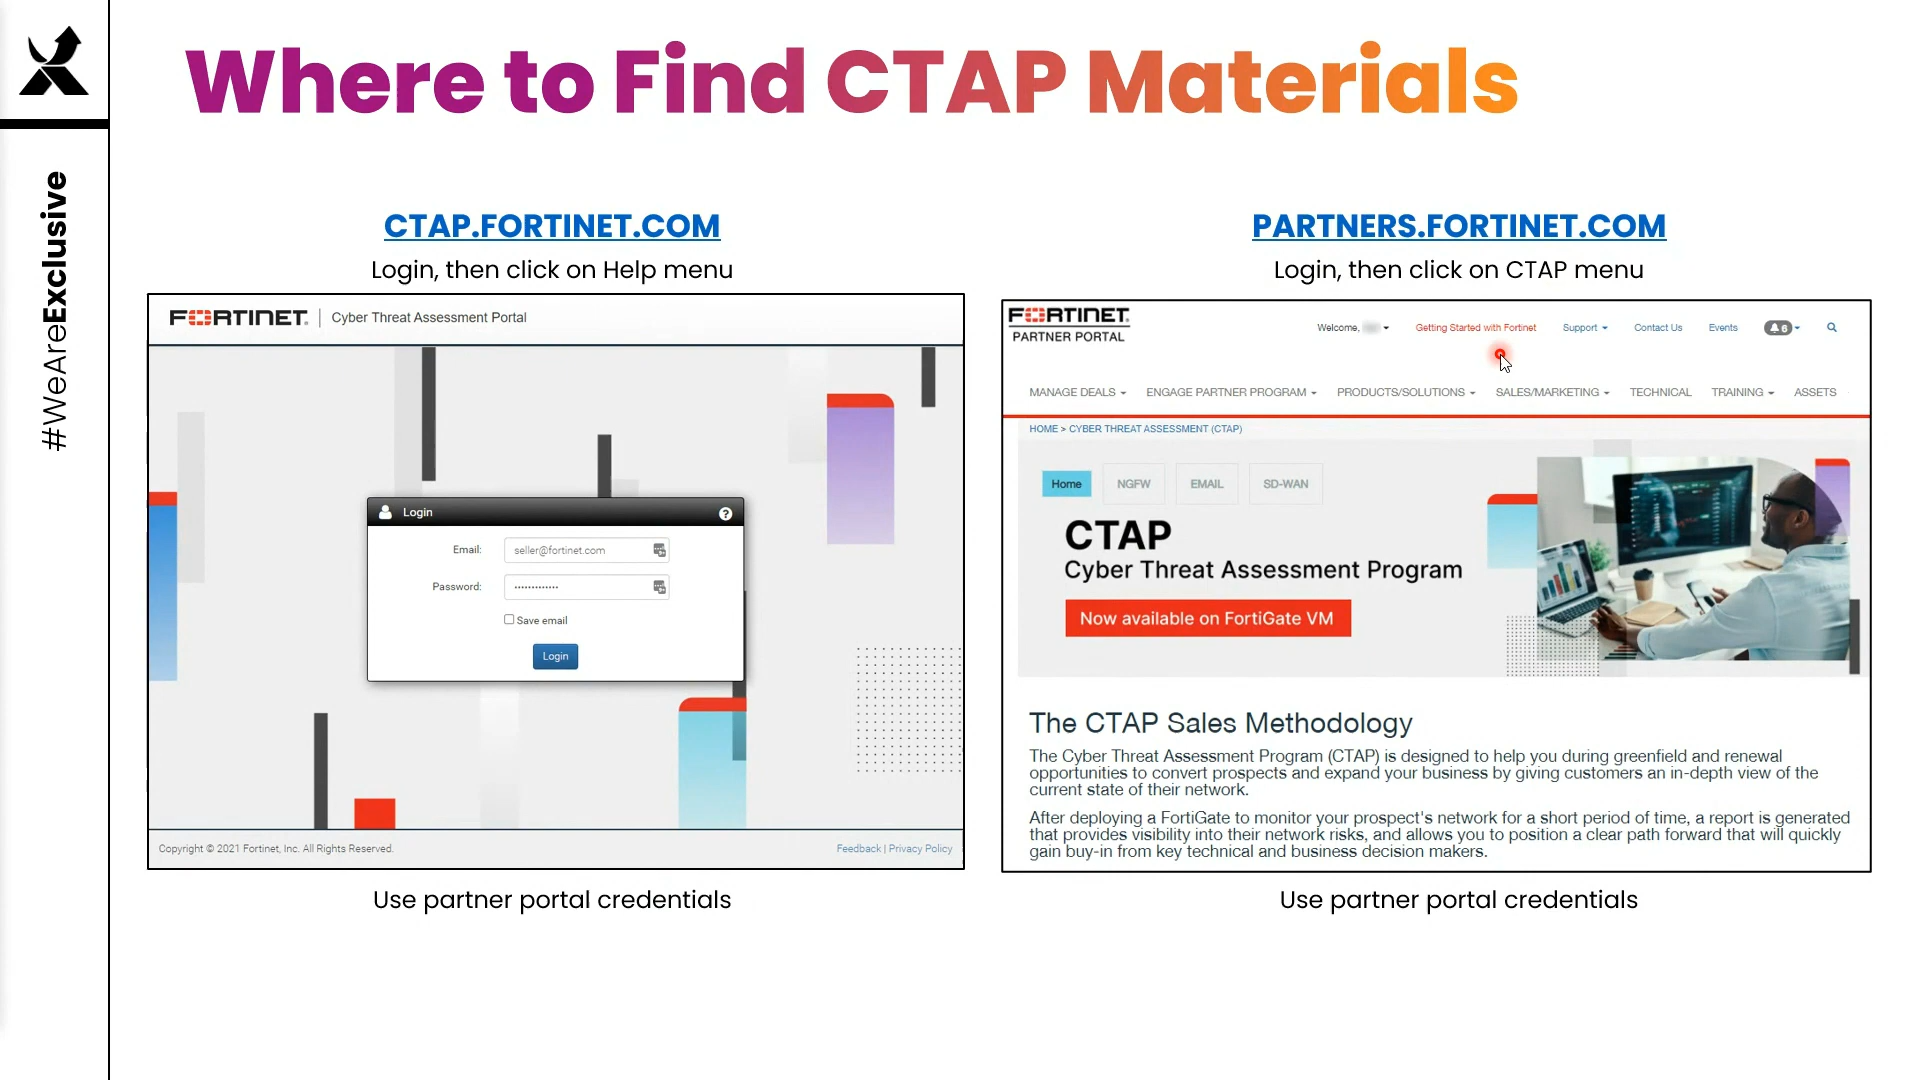 Where to Find CTAP Materials
#WeAreExclusive
CTAP.FORTINET.COM
Login, then click on Help menu
FORTINET
Cyber Threat Assessment Portal
Login
Email:
seller@fortinet.com
Password:
Save email
Login
Copyright © 2021 Fortinet, Inc. All Rights Reserved.
Feedback | Privacy Policy
Use partner portal credentials
PARTNERS.FORTINET.COM
Login, then click on CTAP menu
FORTINET
PARTNER PORTAL
Welcome,
Getting Started with Fortinet
Support
Contact Us
Events
6
MANAGE DEALS
ENGAGE PARTNER PROGRAM
PRODUCTS/SOLUTIONS
SALES/MARKETING
TECHNICAL
TRAINING
ASSETS
HOME > CYBER THREAT ASSESSMENT (CTAP)
Home
NGFW
EMAIL
SD-WAN
CTAP
Cyber Threat Assessment Program
Now available on FortiGate VM
The CTAP Sales Methodology
The Cyber Threat Assessment Program (CTAP) is designed to help you during greenfield and renewal
opportunities to convert prospects and expand your business by giving customers an in-depth view of the
current state of their network.
After deploying a FortiGate to monitor your prospect's network for a short period of time, a report is generated
that provides visibility into their network risks, and allows you to position a clear path forward that will quickly
gain buy-in from key technical and business decision makers.
Use partner portal credentials